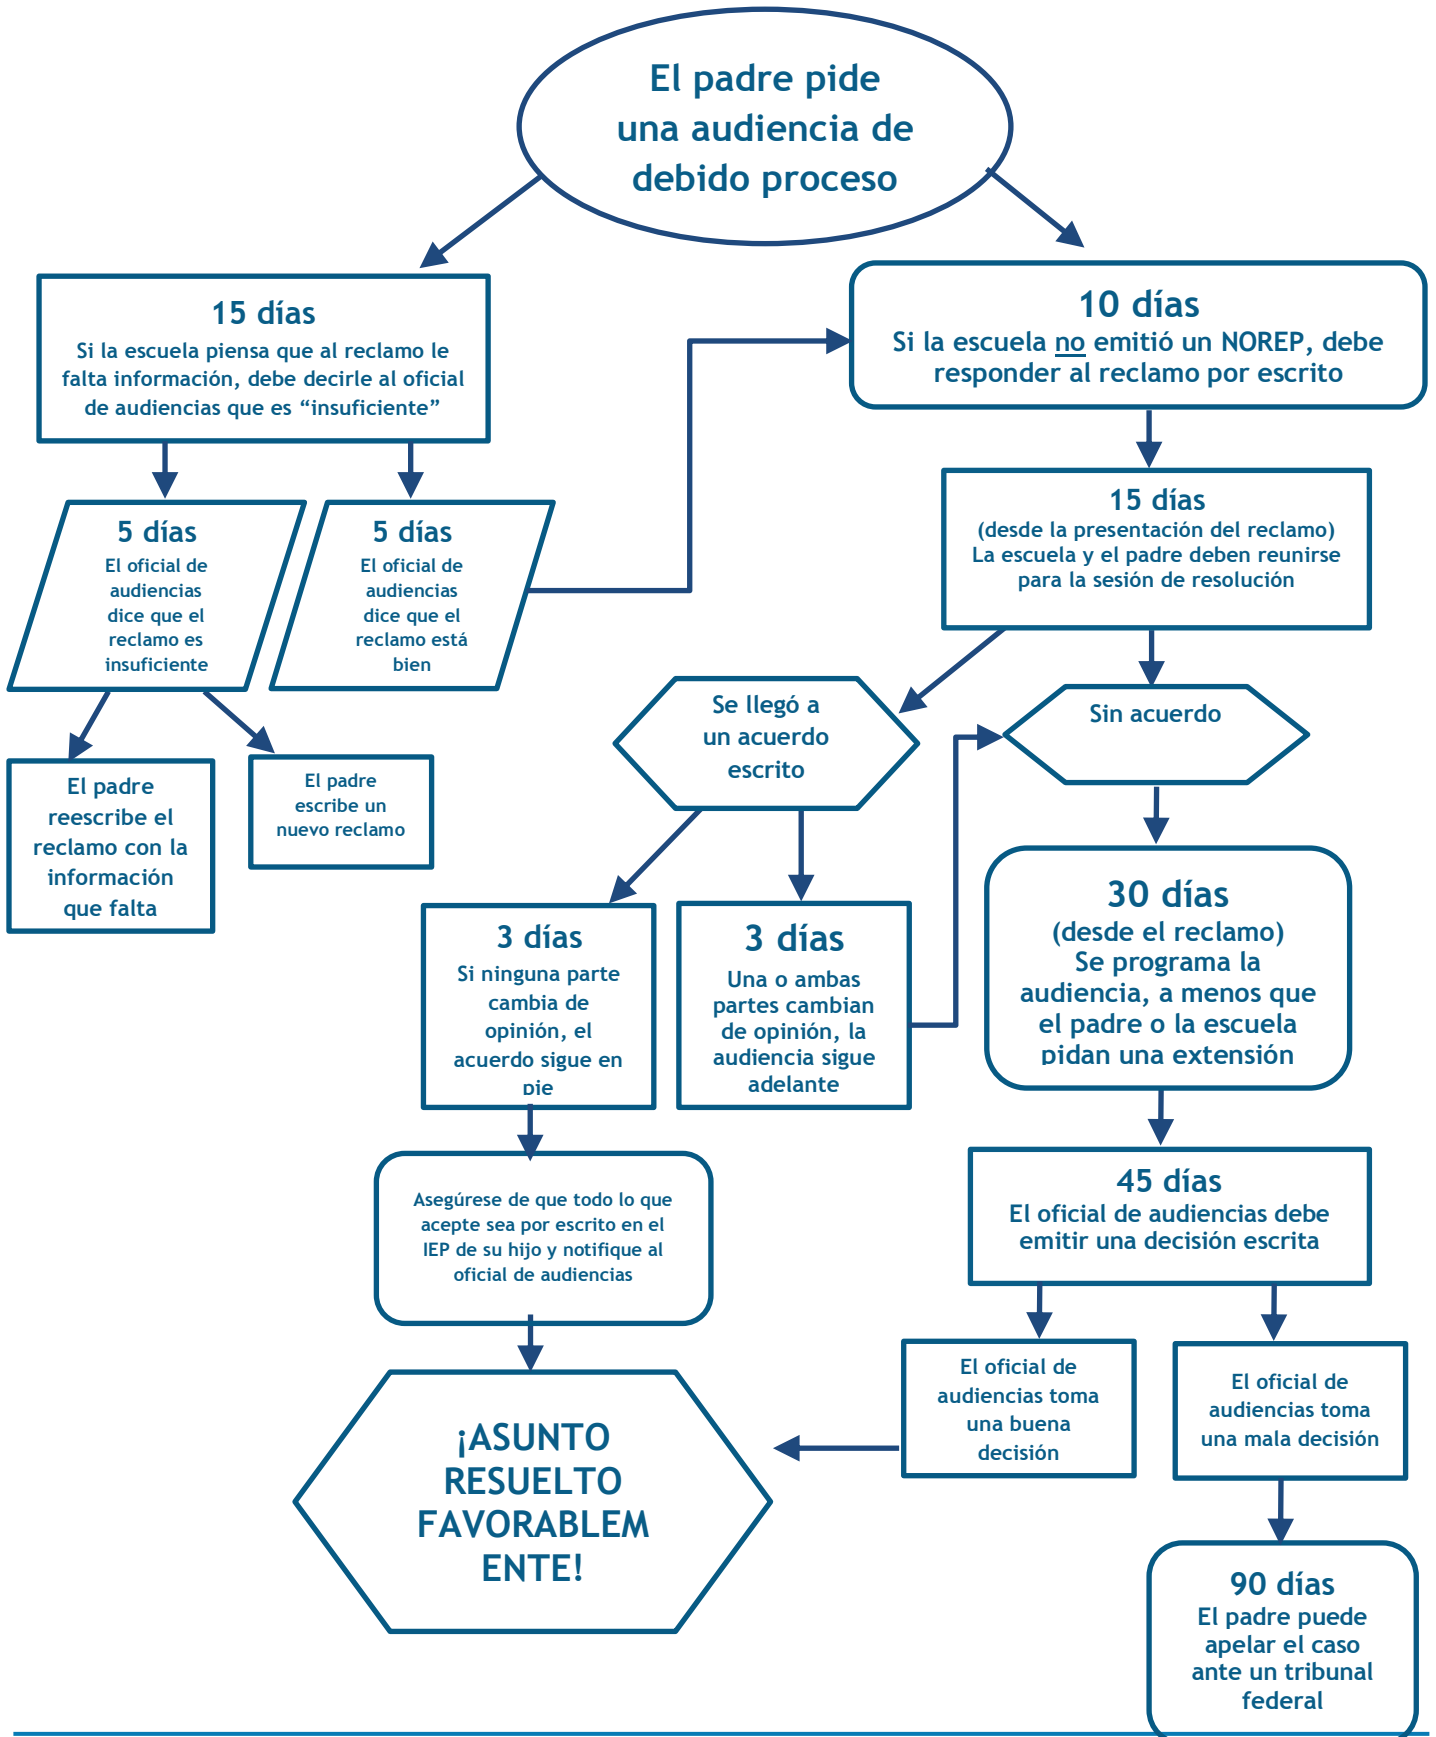 El padre pide
una audiencia de
debido proceso
15 días
Si la escuela piensa que al reclamo le
falta información, debe decirle al oficial
de audiencias que es “insuficiente”
10 días
Si la escuela no emitió un NOREP, debe
responder al reclamo por escrito
5 días
El oficial de
audiencias
dice que el
reclamo es
insuficiente
5 días
El oficial de
audiencias
dice que el
reclamo está
bien
15 días
(desde la presentación del reclamo)
La escuela y el padre deben reunirse
para la sesión de resolución
Se llegó a
un acuerdo
escrito
Sin acuerdo
El padre
reescribe el
reclamo con la
información
que falta
El padre
escribe un
nuevo reclamo
3 días
Si ninguna parte
cambia de
opinión, el
acuerdo sigue en
pie
3 días
Una o ambas
partes cambian
de opinión, la
audiencia sigue
adelante
30 días
(desde el reclamo)
Se programa la
audiencia, a menos que
el padre o la escuela
pidan una extensión
Asegúrese de que todo lo que
acepte sea por escrito en el
IEP de su hijo y notifique al
oficial de audiencias
45 días
El oficial de audiencias debe
emitir una decisión escrita
El oficial de
audiencias toma
una buena
decisión
El oficial de
audiencias toma
una mala decisión
¡ASUNTO
RESUELTO
FAVORABLEM
ENTE!
90 días
El padre puede
apelar el caso
ante un tribunal
federal